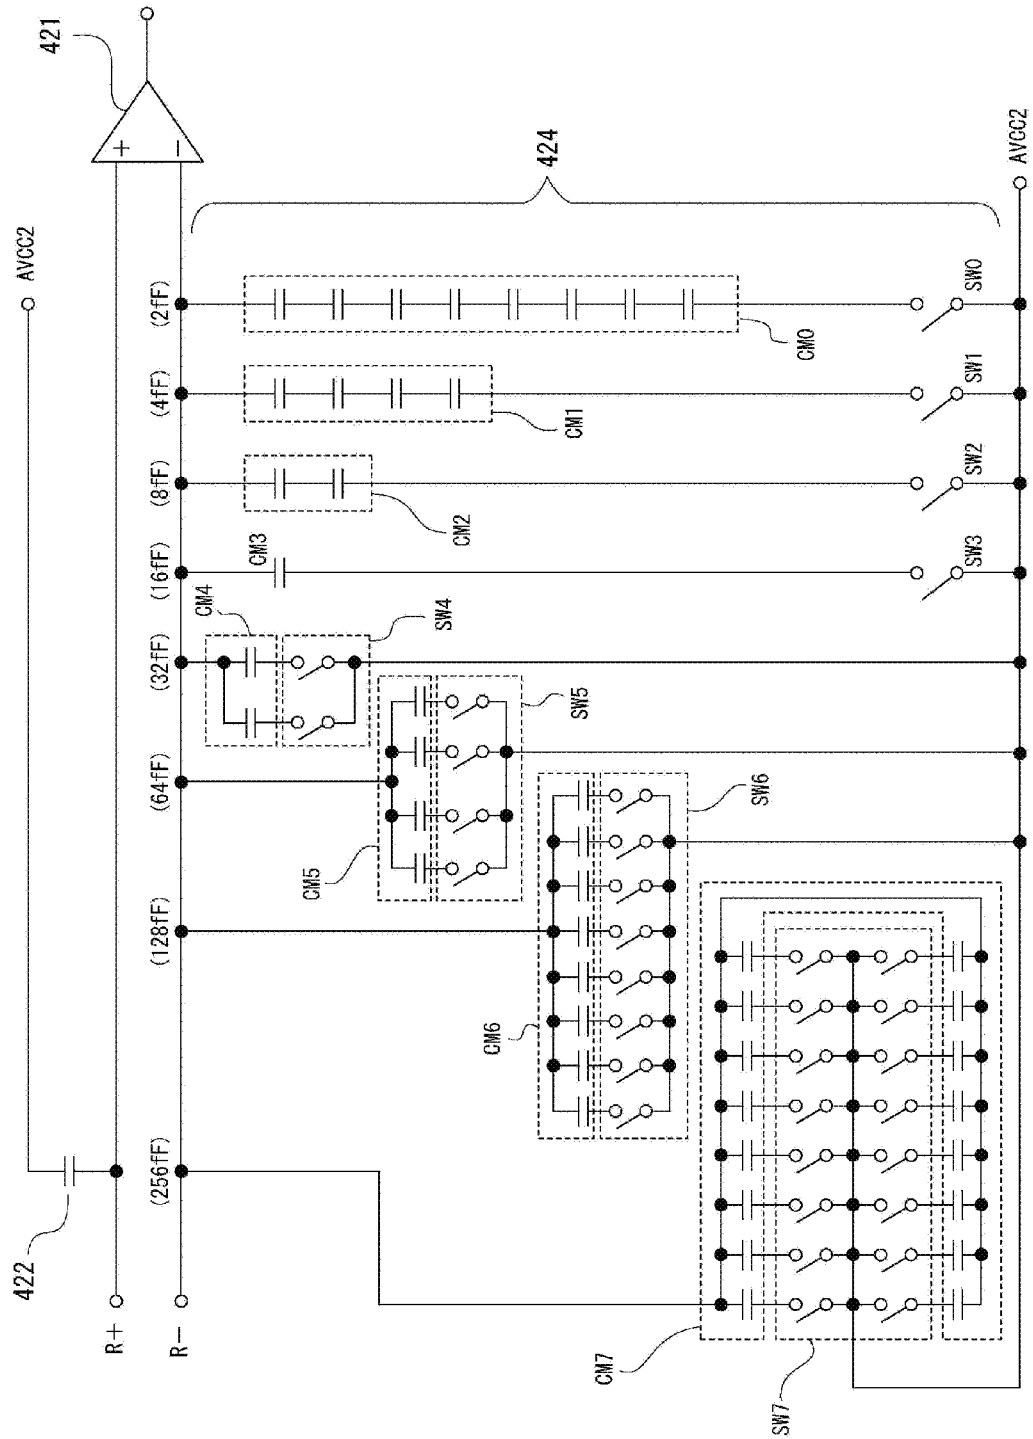 421
+
−
AVCC2
424
AVCC2
(2fF)
(4fF)
(8fF)
(16fF)
(32fF)
(64fF)
(128fF)
(256fF)
CM0
SW0
CM1
SW1
CM2
SW2
CM3
SW3
CM4
SW4
CM5
SW5
CM6
SW6
CM7
SW7
422
R+
R−